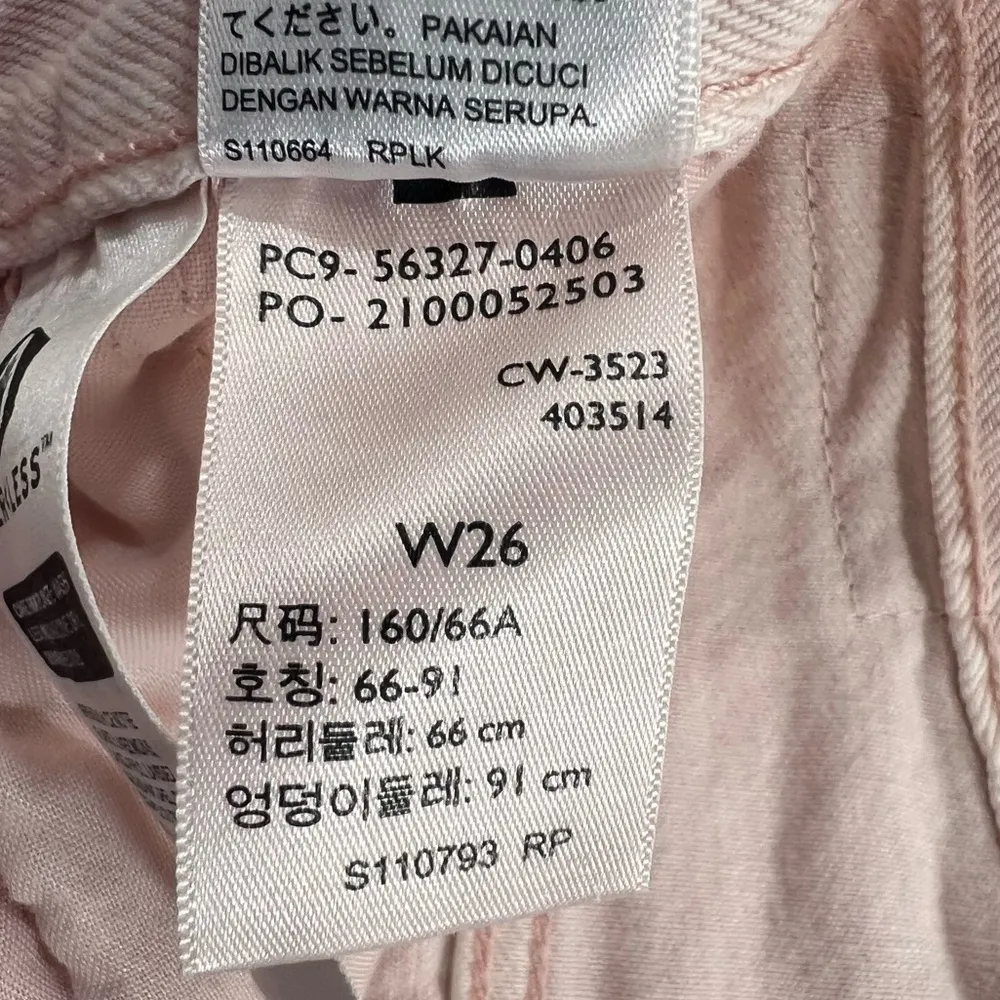 てください。 PAKAIAN
DIBALIK SEBELUM DICUCI
DENGAN WARNA SERUPA.
S110664 RPLK
PC9- 56327-0406
PO- 2100052503
CW-3523
403514
W26
尺码: 160/66A
호칭: 66-91
허리둘레: 66 cm
엉덩이둘레: 91 cm
S110793 RP
LESS™